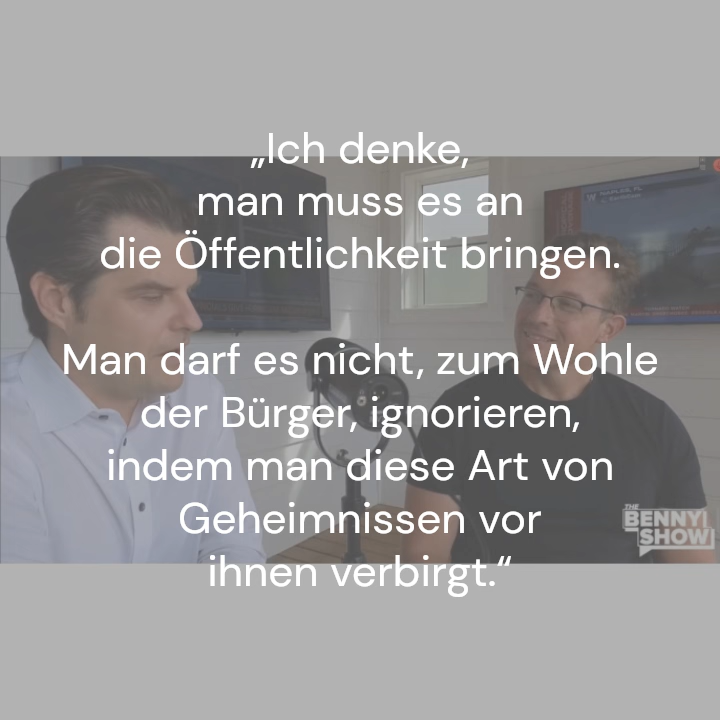 „Ich denke,
man muss es an
die Öffentlichkeit bringen.
Man darf es nicht, zum Wohle
der Bürger, ignorieren,
indem man diese Art von
Geheimnissen vor
ihnen verbirgt.“
THE
BENNY
SHOW